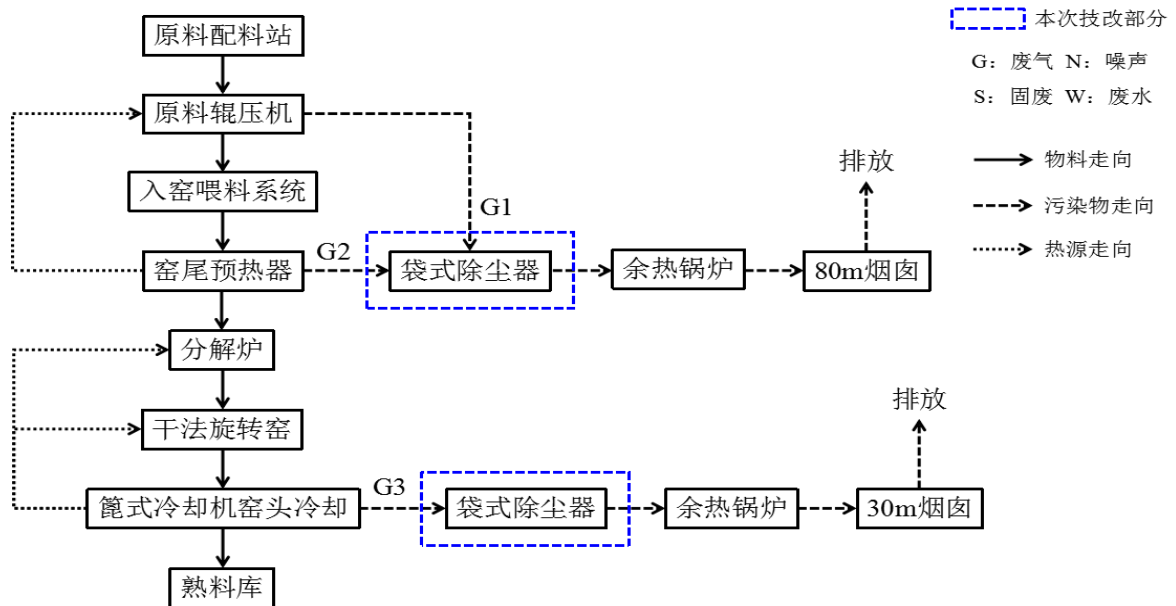 原料配料站
本次技改部分
G：废气 N：噪声
S：固废 W：废水
原料辊压机
排放
物料走向
入窑喂料系统
G1
污染物走向
窑尾预热器
G2
袋式除尘器
余热锅炉
80m烟囱
热源走向
分解炉
排放
干法旋转窑
篦式冷却机窑头冷却
G3
袋式除尘器
余热锅炉
30m烟囱
熟料库